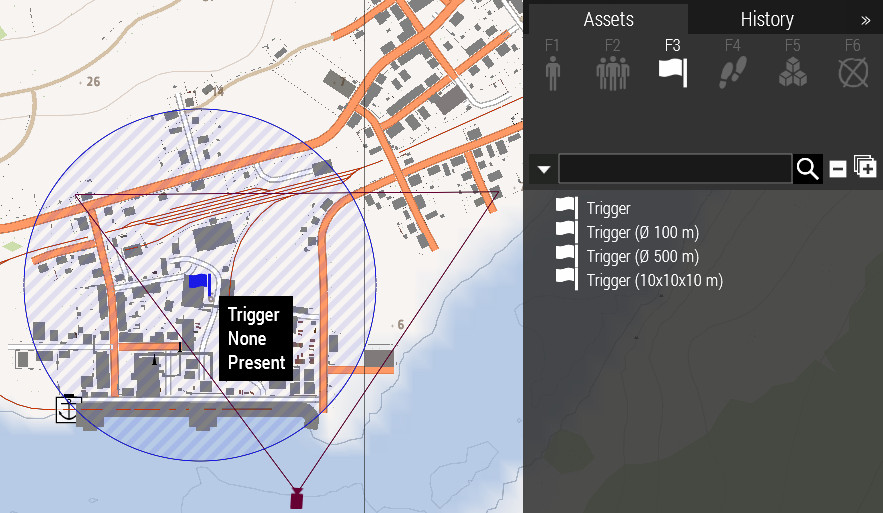 Assets
History
»
F1
F2
F3
F4
F5
F6
26
14
7
Trigger
Trigger (Ø 100 m)
Trigger (Ø 500 m)
Trigger (10x10x10 m)
Trigger
None
Present
6